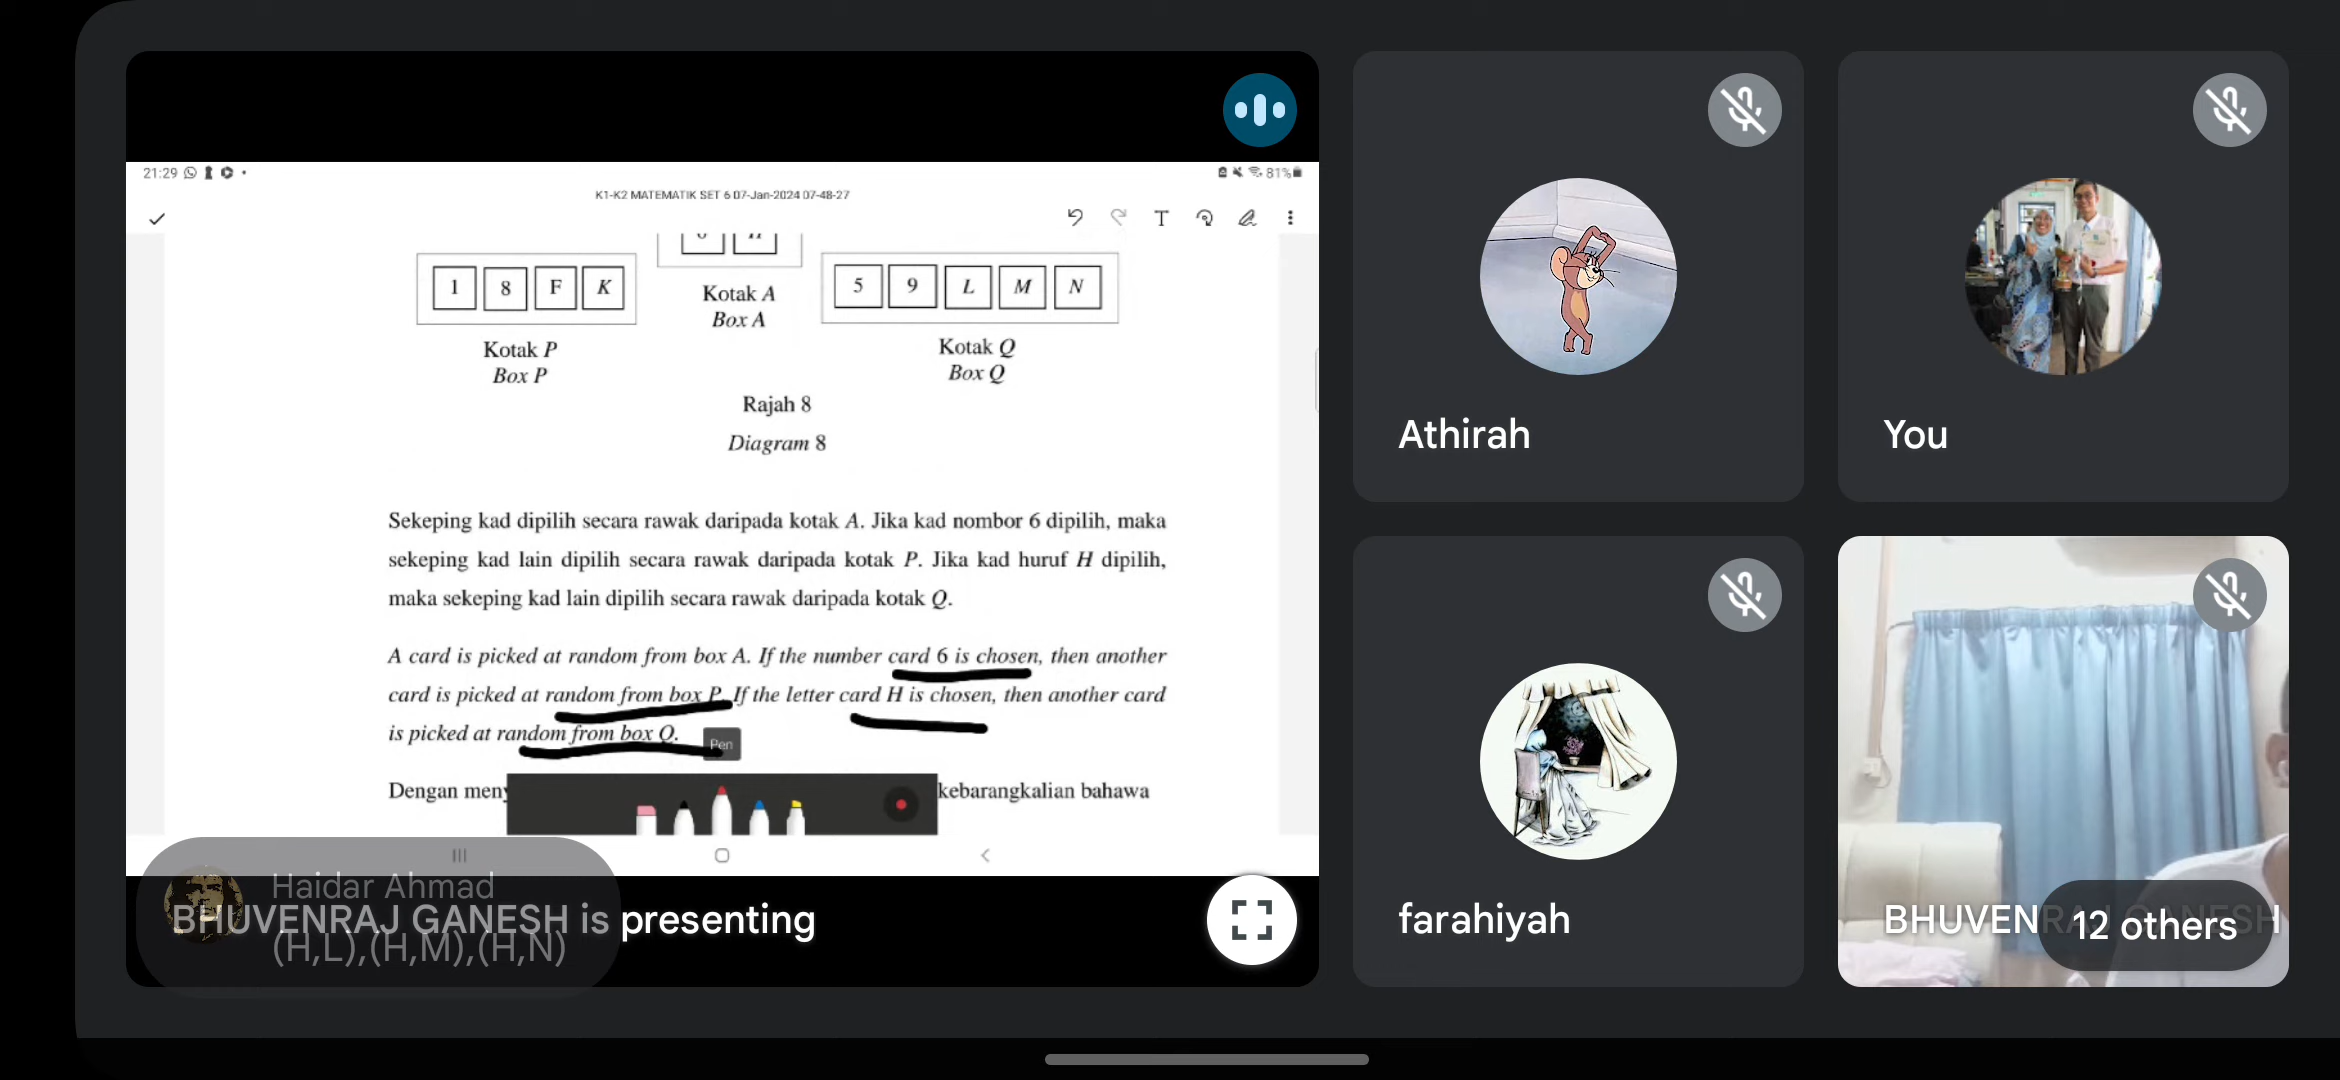 21:29
81%
K1-K2 MATEMATIK SET 6 07-Jan-2024 07-48-27
T
1 8 F K
5 9 L M N
Kotak A
Box A
Kotak P
Box P
Kotak Q
Box Q
Rajah 8
Diagram 8
Sekeping kad dipilih secara rawak daripada kotak A. Jika kad nombor 6 dipilih, maka
sekeping kad lain dipilih secara rawak daripada kotak P. Jika kad huruf H dipilih,
maka sekeping kad lain dipilih secara rawak daripada kotak Q.
A card is picked at random from box A. If the number card 6 is chosen, then another
card is picked at random from box P. If the letter card H is chosen, then another card
is picked at random from box Q.
Pen
Dengan kebarangkalian bahawa
Haidar Ahmad
(H,L),(H,M),(H,N)
BHUVENRAJ GANESH is presenting
Athirah
You
farahiyah
BHUVENRAJ GANESH
12 others